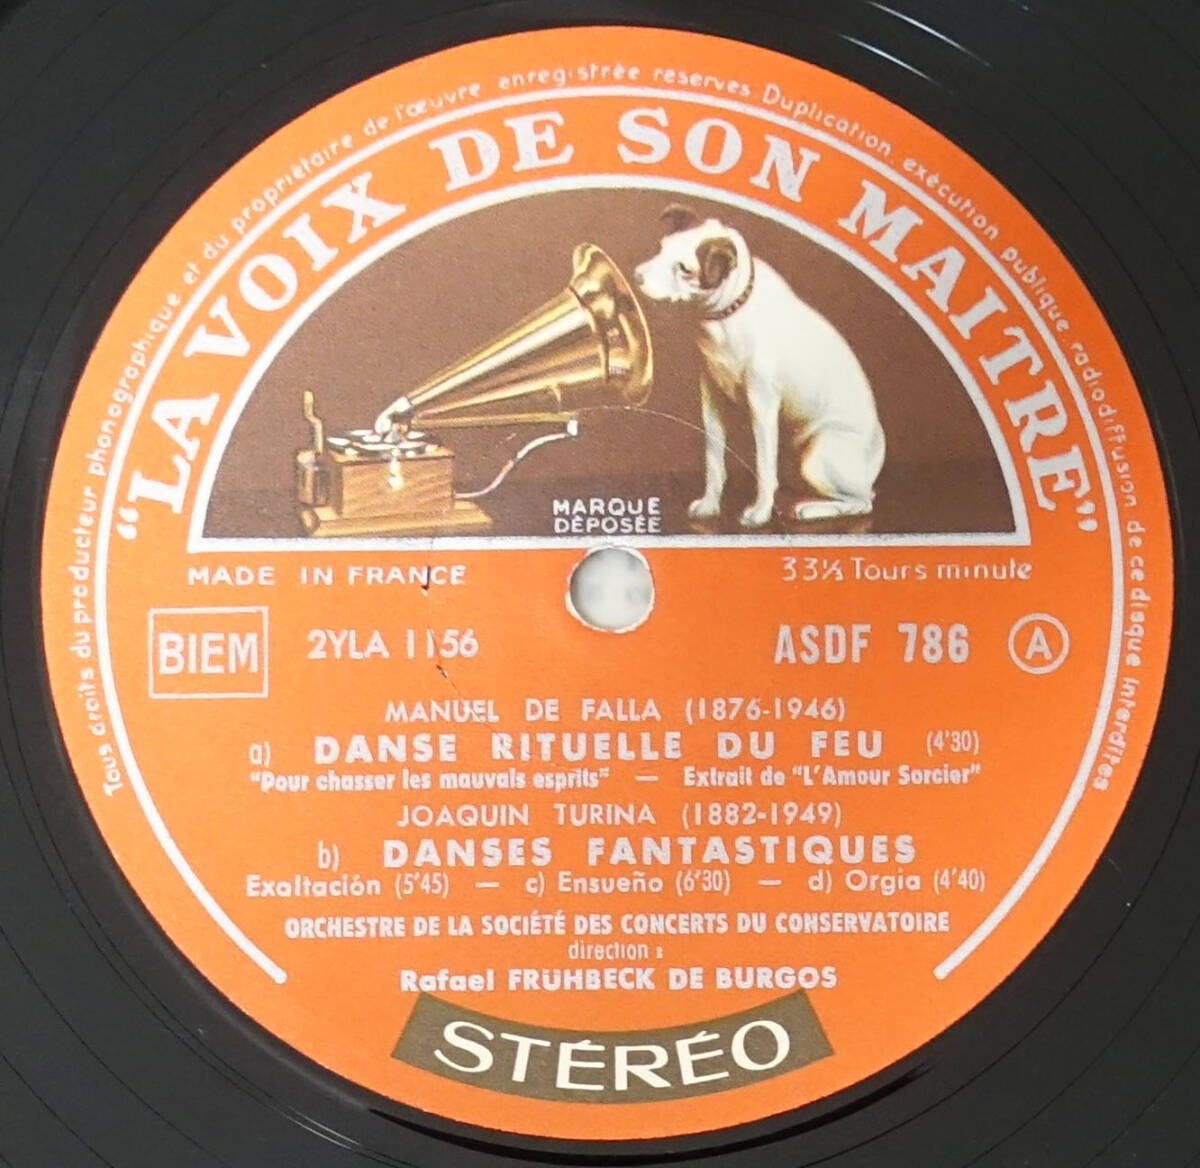 Tous droits du producteur phonographique et du propriétaire de l'œuvre enregistrée réservés. Duplication, exécution publique, radiodiffusion de ce disque interdites
"LA VOIX DE SON MAITRE"
MARQUE
DÉPOSÉE
MADE IN FRANCE
33⅓ Tours minute
BIEM
2YLA 1156
ASDF 786
A
MANUEL DE FALLA (1876-1946)
a) DANSE RITUELLE DU FEU (4'30)
"Pour chasser les mauvais esprits" — Extrait de "L'Amour Sorcier"
JOAQUIN TURINA (1882-1949)
b) DANSES FANTASTIQUES
Exaltación (5'45) — c) Ensueño (6'30) — d) Orgia (4'40)
ORCHESTRE DE LA SOCIÉTÉ DES CONCERTS DU CONSERVATOIRE
direction :
Rafael FRÜHBECK DE BURGOS
STÉRÉO